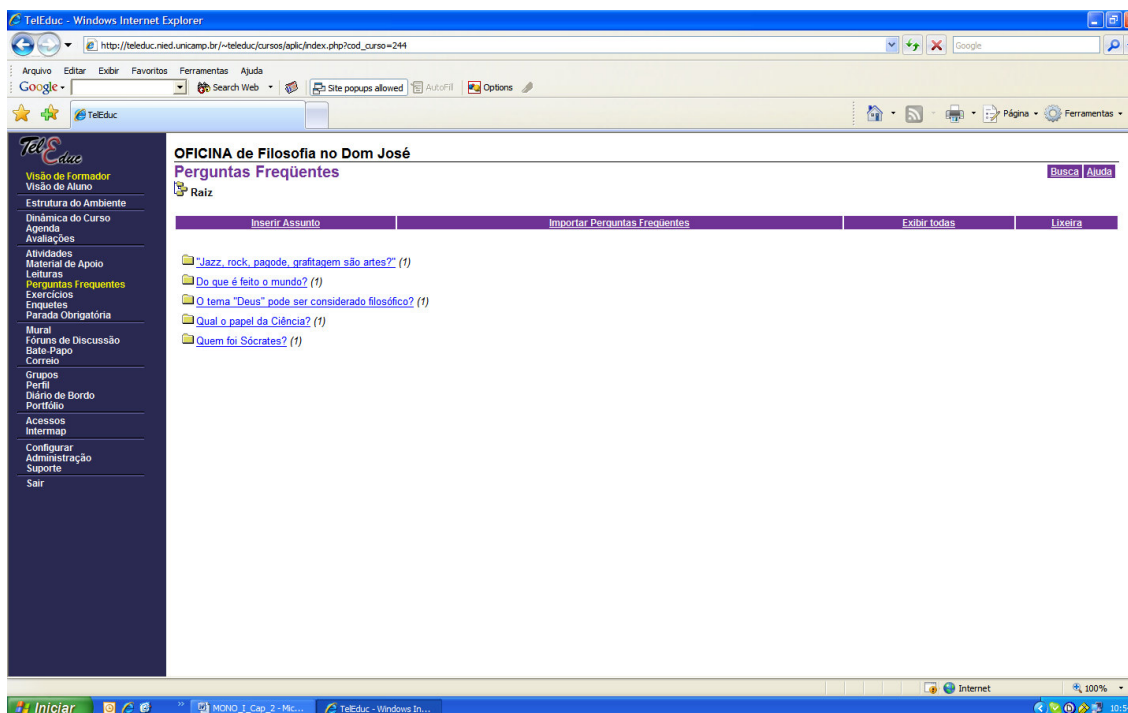 TelEduc - Windows Internet Explorer
http://teleduc.nied.unicamp.br/~teleduc/cursos/aplic/index.php?cod_curso=244
Google
Arquivo Editar Exibir Favoritos Ferramentas Ajuda
Google Search Web Site popups allowed AutoFill Options
TelEduc Página Ferramentas
TelEduc
OFICINA de Filosofia no Dom José
Perguntas Freqüentes Busca Ajuda
Raiz
Inserir Assunto Importar Perguntas Freqüentes Exibir todas Lixeira
"Jazz, rock, pagode, grafitagem são artes?" (1)
Do que é feito o mundo? (1)
O tema "Deus" pode ser considerado filosófico? (1)
Qual o papel da Ciência? (1)
Quem foi Sócrates? (1)
Visão de Formador
Visão de Aluno
Estrutura do Ambiente
Dinâmica do Curso
Agenda
Avaliações
Atividades
Material de Apoio
Leituras
Perguntas Frequentes
Exercícios
Enquetes
Parada Obrigatória
Mural
Fóruns de Discussão
Bate-Papo
Correio
Grupos
Perfil
Diário de Bordo
Portfólio
Acessos
Intermap
Configurar
Administração
Suporte
Sair
Internet 100%
Iniciar MONO_I_Cap_2 - Mic... TelEduc - Windows In...